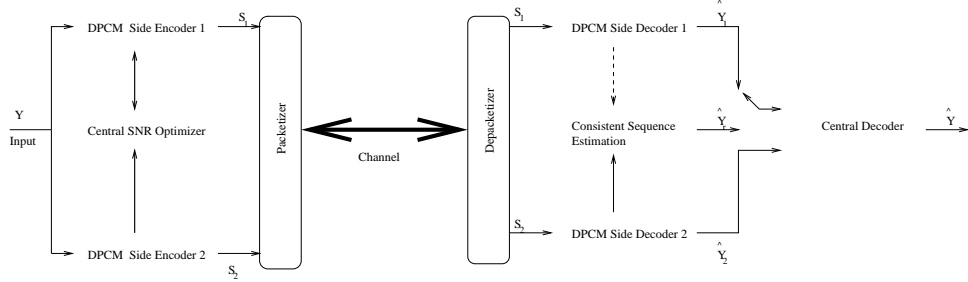 DPCM Side Encoder 1
S1
Packetizer
Y
Input
Central SNR Optimizer
DPCM Side Encoder 2
S2
Channel
Depacketizer
S1
DPCM Side Decoder 1
Ŷ1
Consistent Sequence
Estimation
Ŷr
Central Decoder
Ŷ
S2
DPCM Side Decoder 2
Ŷ2